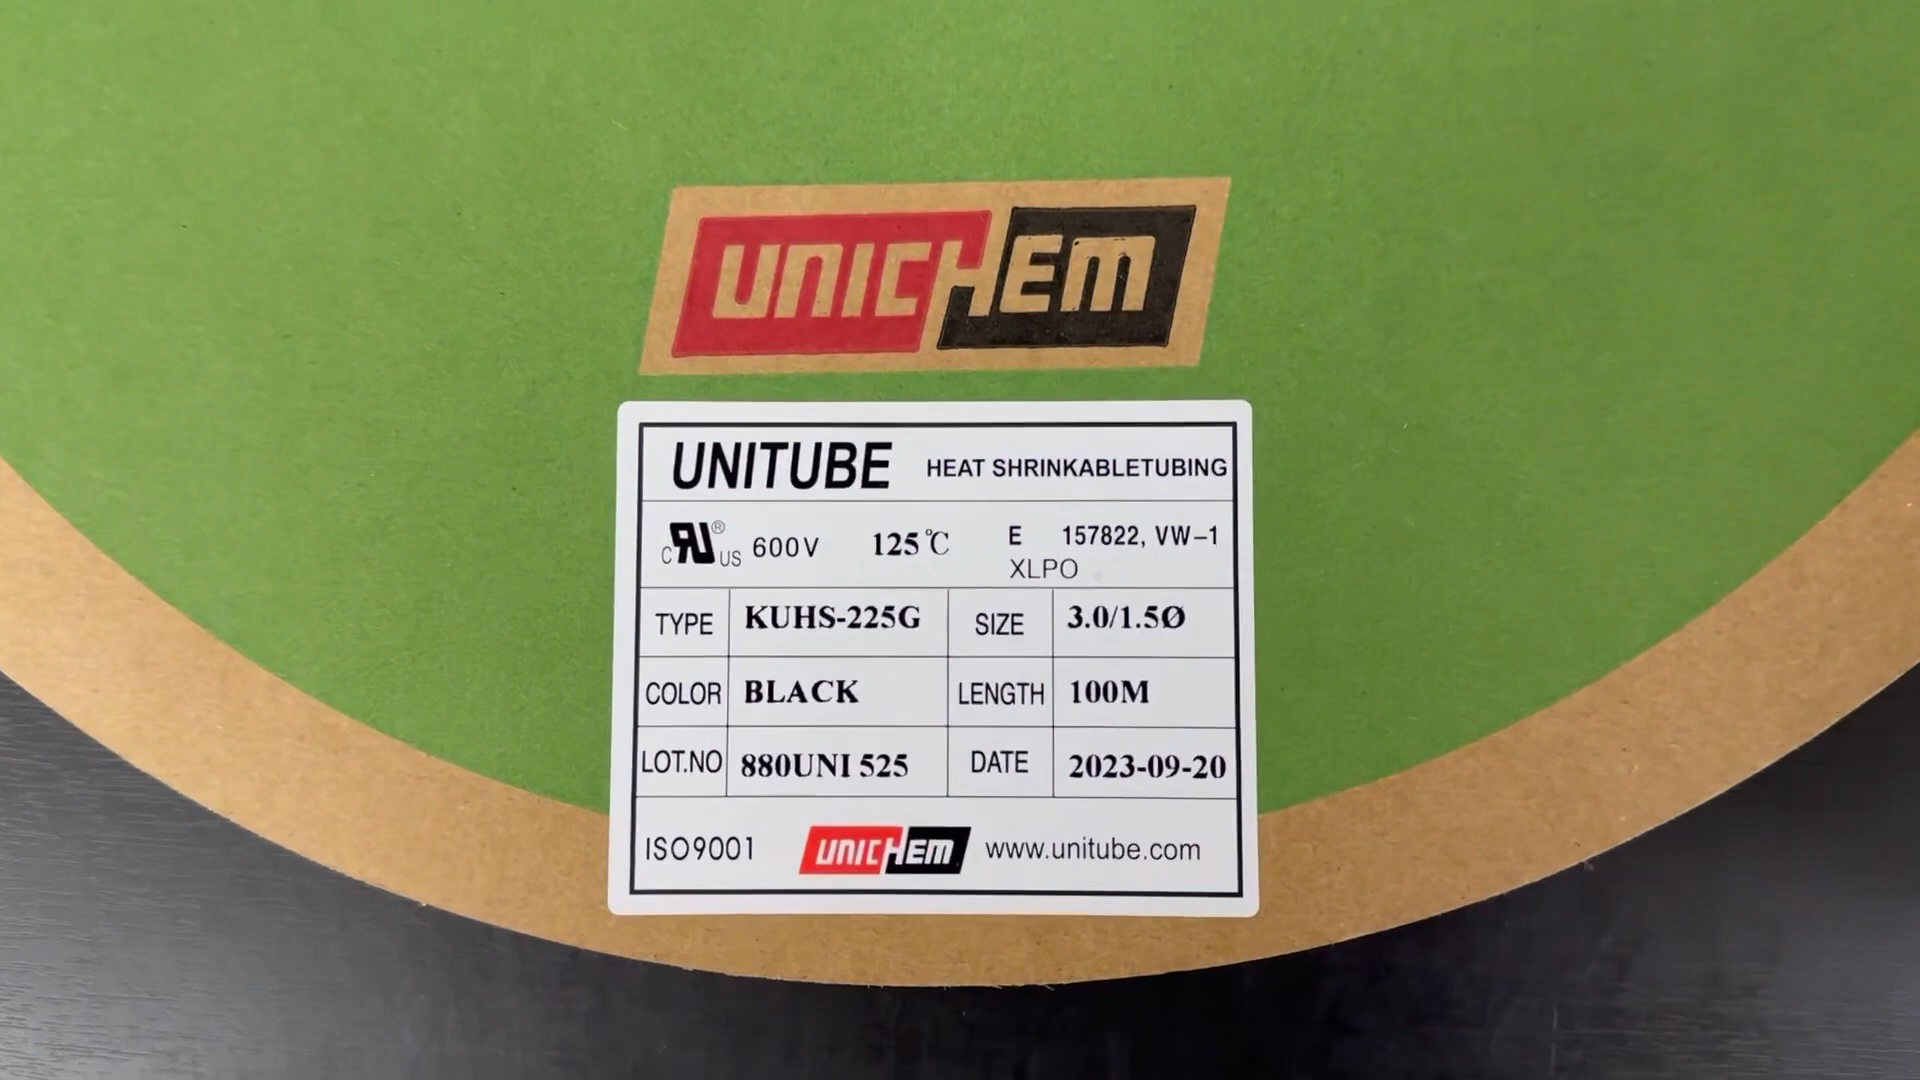 UNICHEM
UNITUBE HEAT SHRINKABLETUBING
c RU ® US 600V 125℃ E 157822, VW-1
XLPO
TYPE KUHS-225G SIZE 3.0/1.5Ø
COLOR BLACK LENGTH 100M
LOT.NO 880UNI 525 DATE 2023-09-20
ISO9001 UNICHEM www.unitube.com